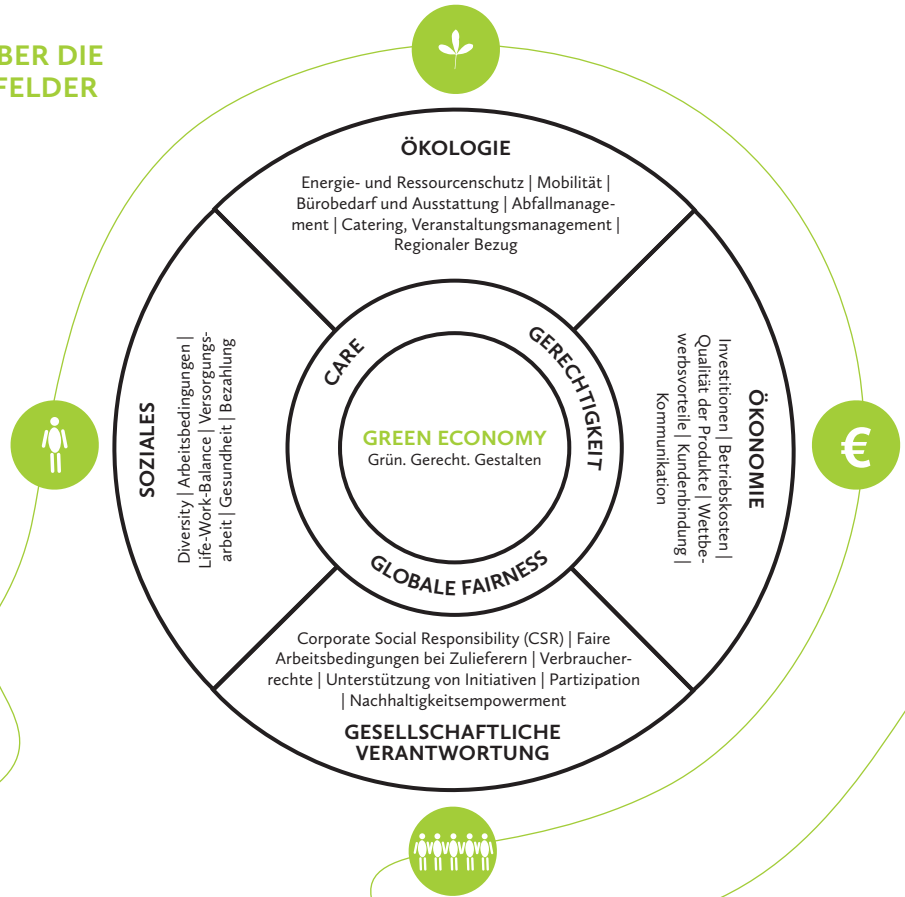 BER DIE
FELDER
ÖKOLOGIE
Energie- und Ressourcenschutz | Mobilität |
Bürobedarf und Ausstattung | Abfallmanage-
ment | Catering, Veranstaltungsmanagement |
Regionaler Bezug
SOZIALES
Diversity | Arbeitsbedingungen |
Life-Work-Balance | Versorgungs-
arbeit | Gesundheit | Bezahlung
CARE
GERECHTIGKEIT
GLOBALE FAIRNESS
GREEN ECONOMY
Grün. Gerecht. Gestalten
ÖKONOMIE
Investitionen | Betriebskosten |
Qualität der Produkte | Wettbe-
werbsvorteile | Kundenbindung |
Kommunikation
€
Corporate Social Responsibility (CSR) | Faire
Arbeitsbedingungen bei Zulieferern | Verbraucher-
rechte | Unterstützung von Initiativen | Partizipation
| Nachhaltigkeitsempowerment
GESELLSCHAFTLICHE
VERANTWORTUNG